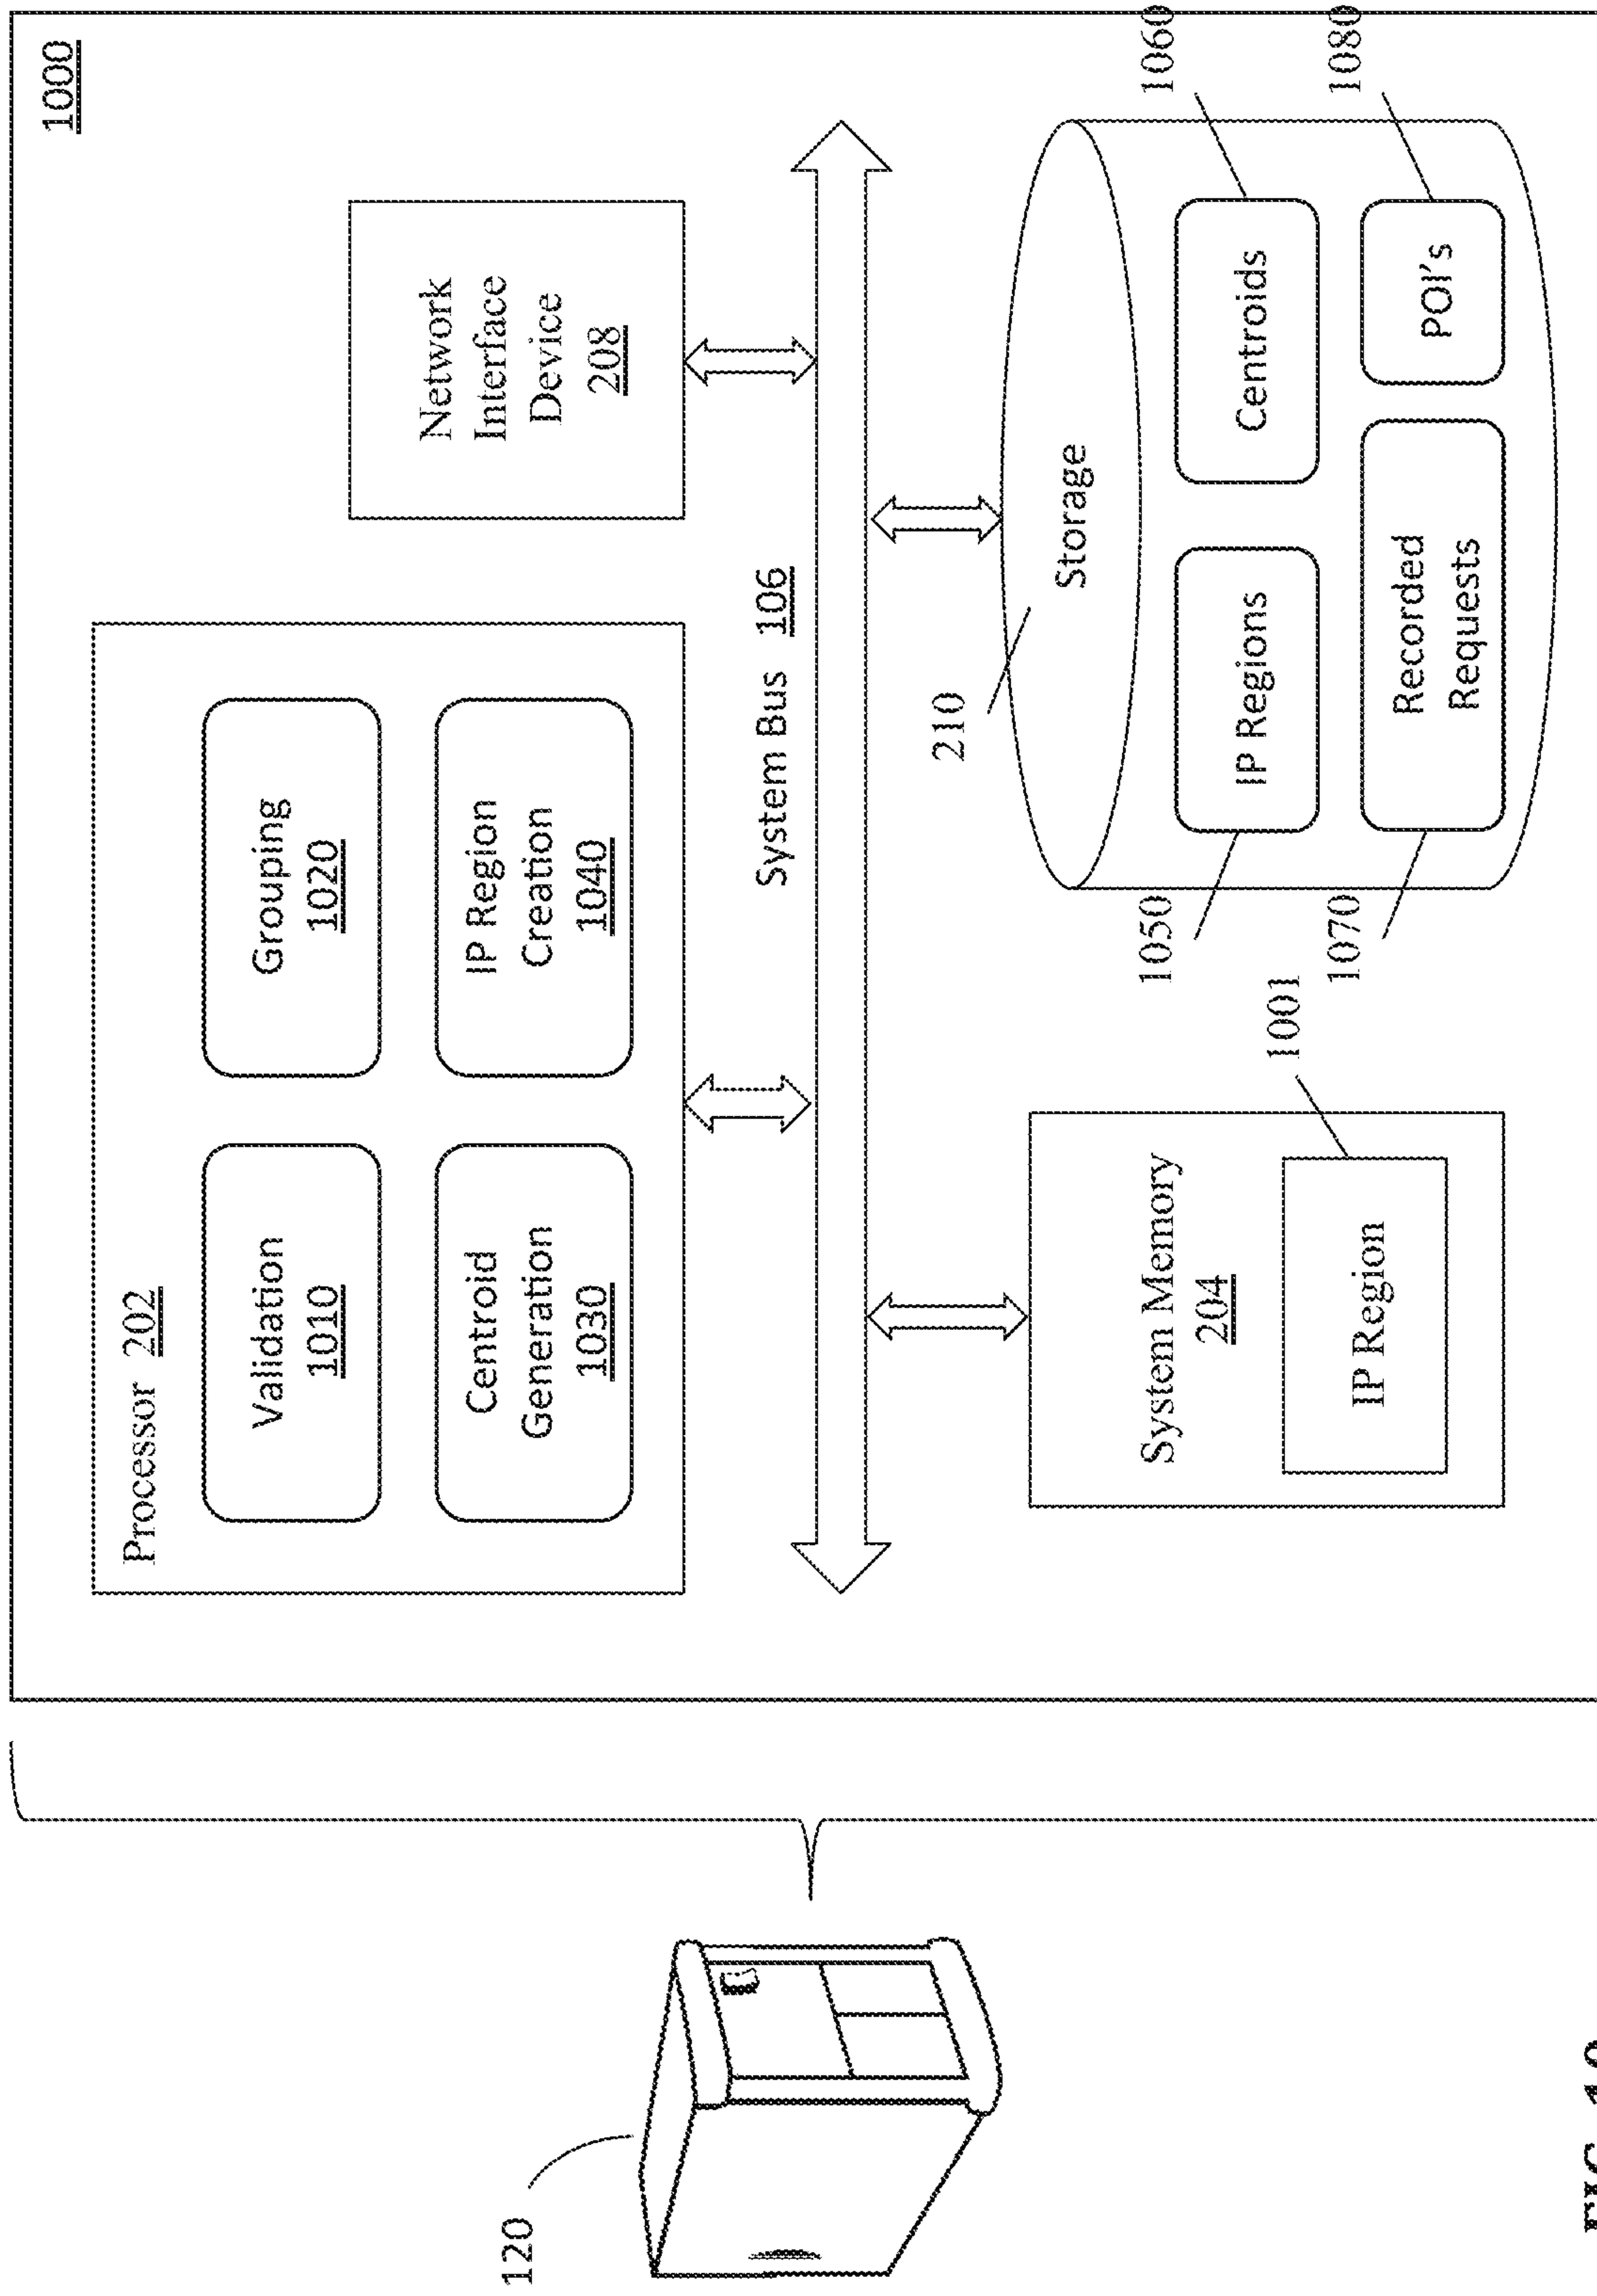 1000
Processor 202
Validation
1010
Grouping
1020
Centroid
Generation
1030
IP Region
Creation
1040
Network
Interface
Device
208
System Bus 106
System Memory
204
IP Region
1001
210
Storage
IP Regions
1050
Centroids
1060
Recorded
Requests
1070
POI's
1080
120